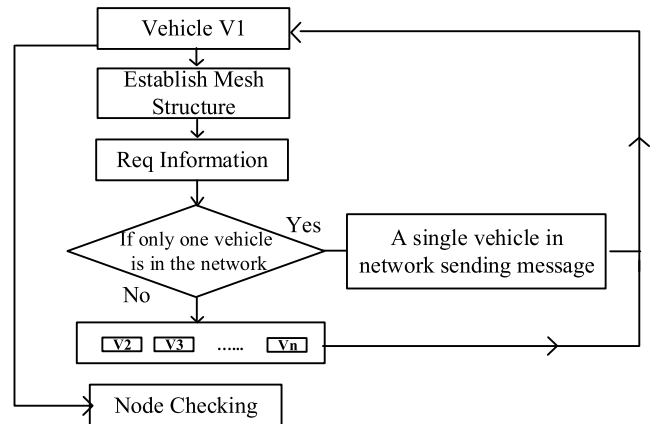 Vehicle V1
Establish Mesh
Structure
Req Information
If only one vehicle
is in the network
Yes
A single vehicle in
network sending message
No
V2 V3 ...... Vn
Node Checking